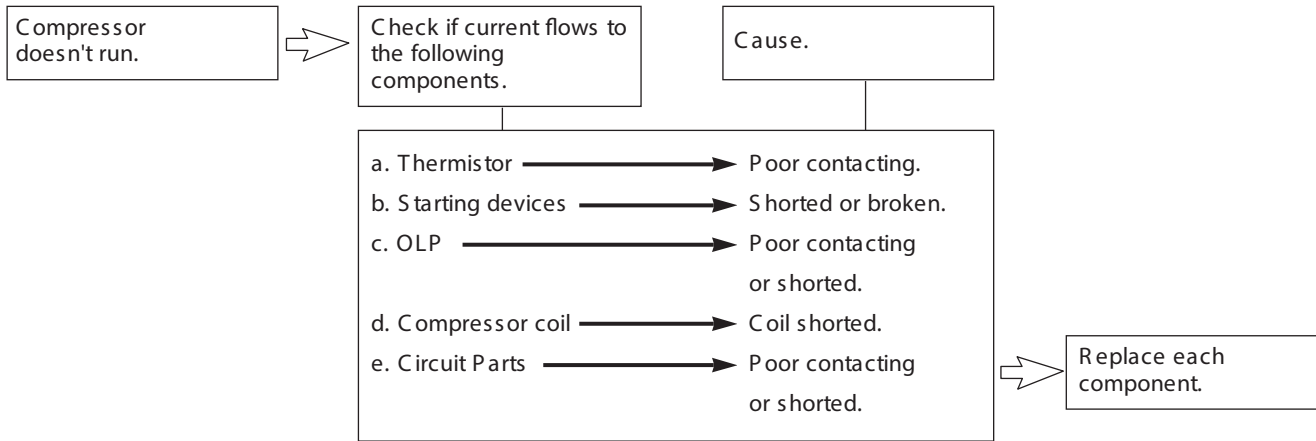 Compressor
doesn't run.
Check if current flows to
the following
components.
Cause.
a. Thermistor
Poor contacting.
b. Starting devices
Shorted or broken.
c. OLP
Poor contacting
or shorted.
d. Compressor coil
Coil shorted.
e. Circuit Parts
Poor contacting
or shorted.
Replace each
component.